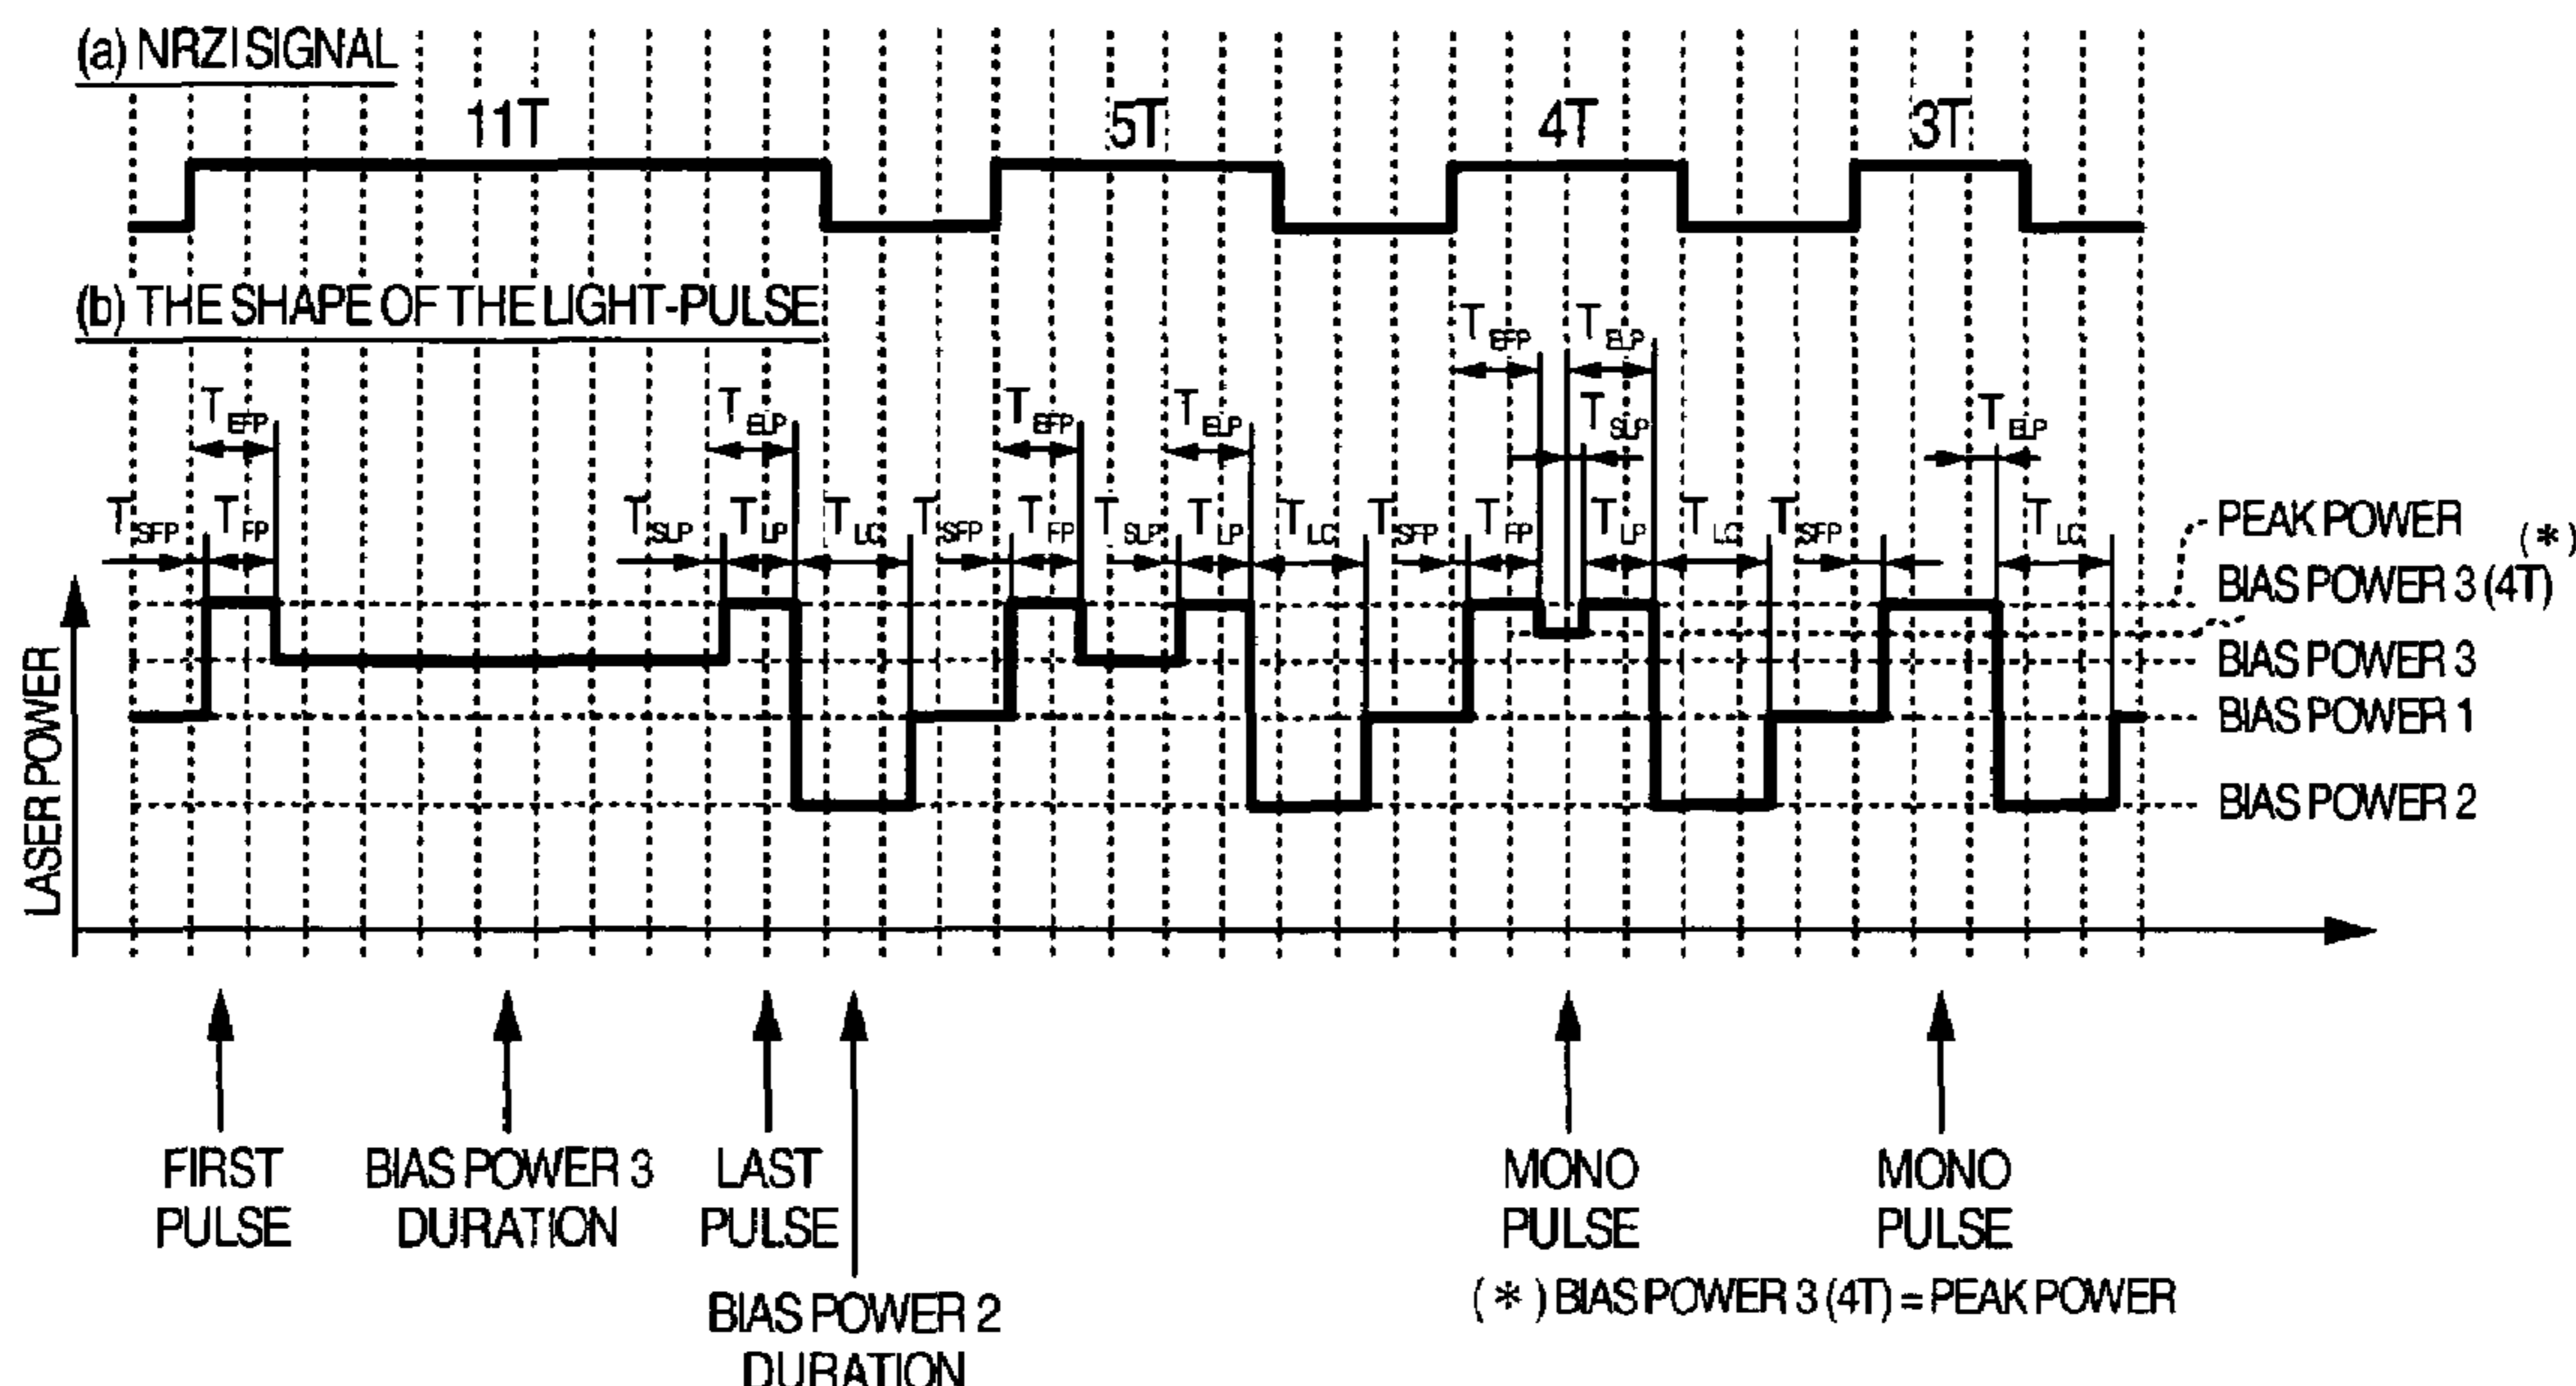 (a) NRZI SIGNAL
11T
5T
4T
3T
(b) THE SHAPE OF THE LIGHT-PULSE
T EFP
T ELP
T EFP
T ELP
T EFP
T ELP
T SLP
T ELP
T SFP
T FP
T SLP
T LP
T LC
T SFP
T FP
T SLP
T LP
T LC
T SFP
T FP
T LP
T LC
T SFP
T LC
PEAK POWER
(*)
BIAS POWER 3 (4T)
BIAS POWER 3
BIAS POWER 1
BIAS POWER 2
LASER POWER
FIRST
PULSE
BIAS POWER 3
DURATION
LAST
PULSE
BIAS POWER 2
DURATION
MONO
PULSE
MONO
PULSE
(*) BIAS POWER 3 (4T) = PEAK POWER